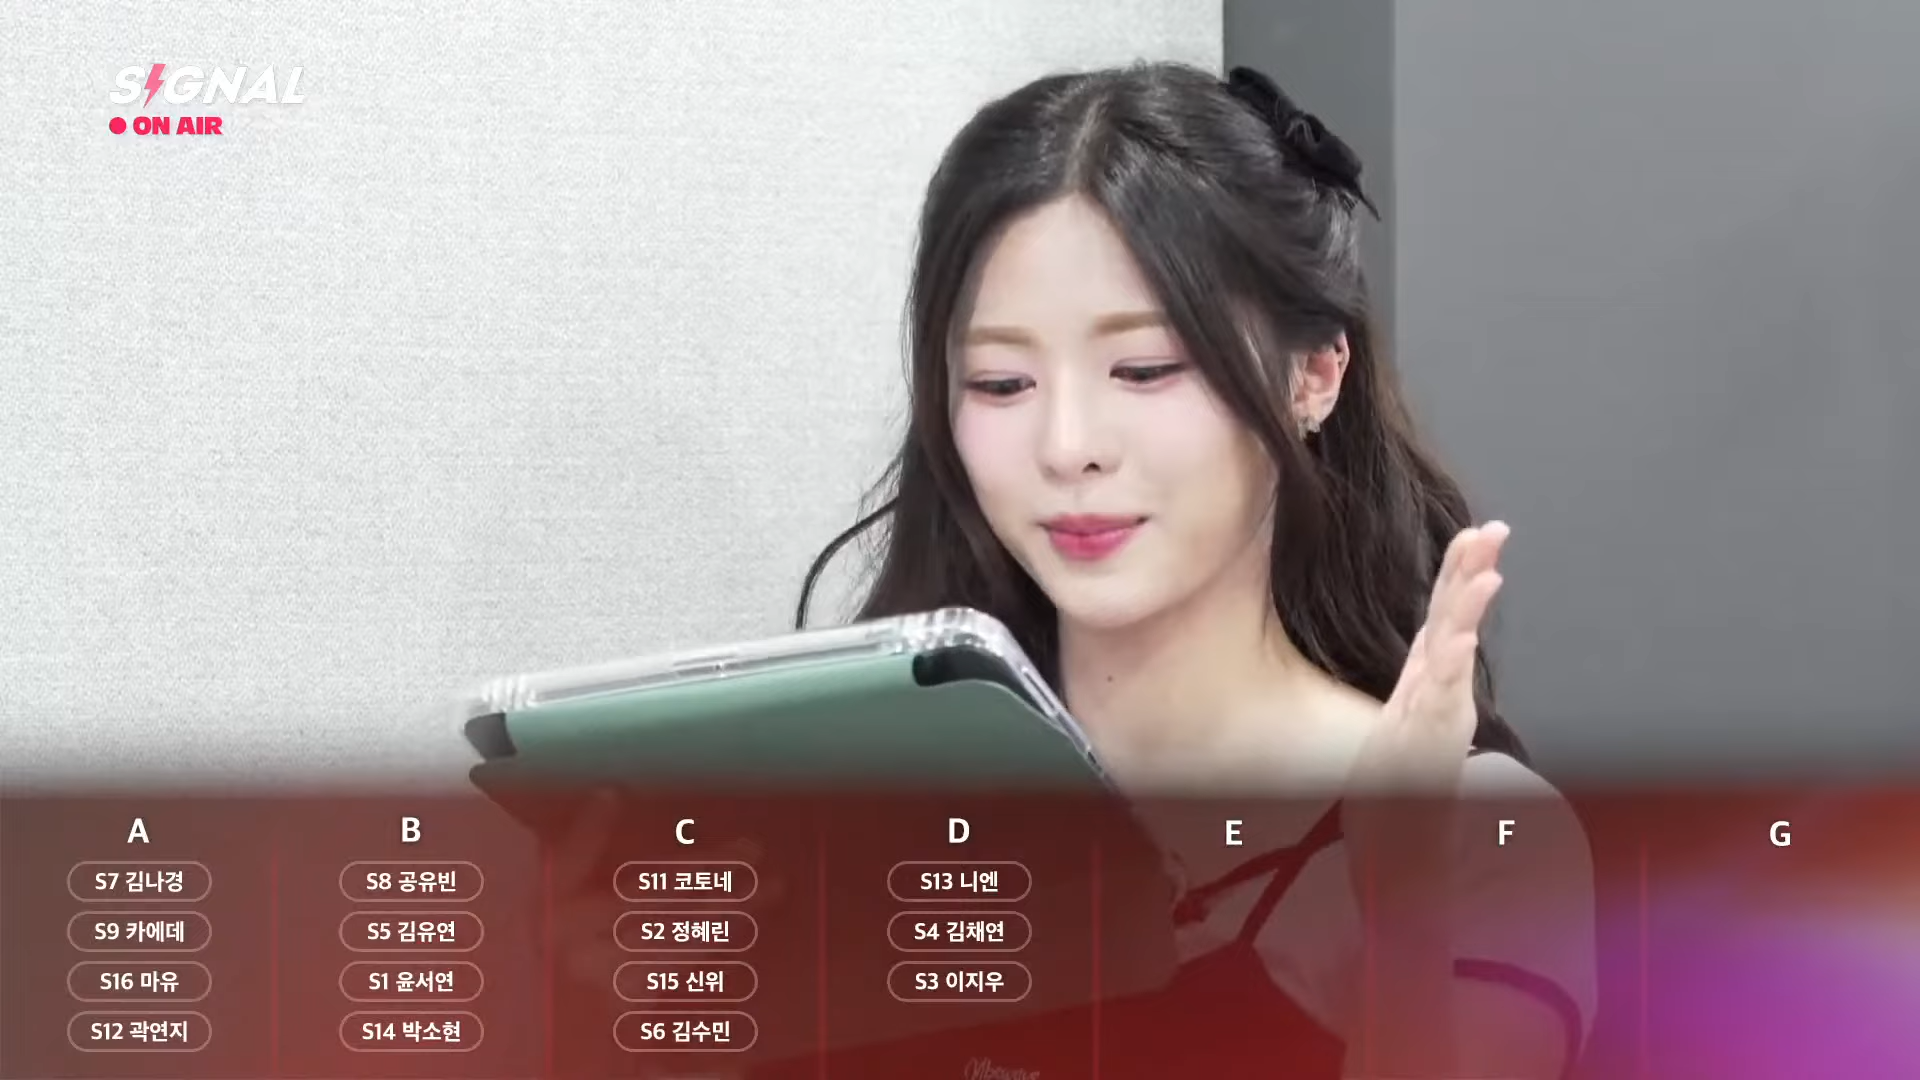 SIGNAL
ON AIR
A
S7 김나경
S9 카에데
S16 마유
S12 곽연지
B
S8 공유빈
S5 김유연
S1 윤서연
S14 박소현
C
S11 코토네
S2 정혜린
S15 신위
S6 김수민
D
S13 니엔
S4 김채연
S3 이지우
E
F
G